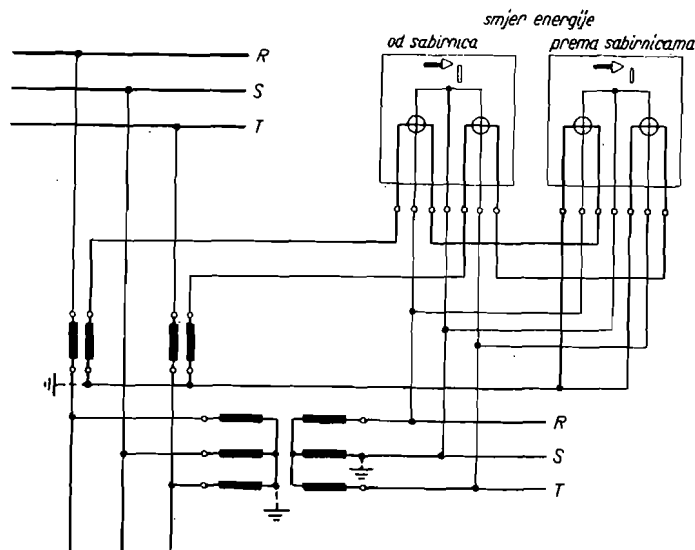 smjer energije
od sabirnica
prema sabirnicama
R
S
T
R
S
T